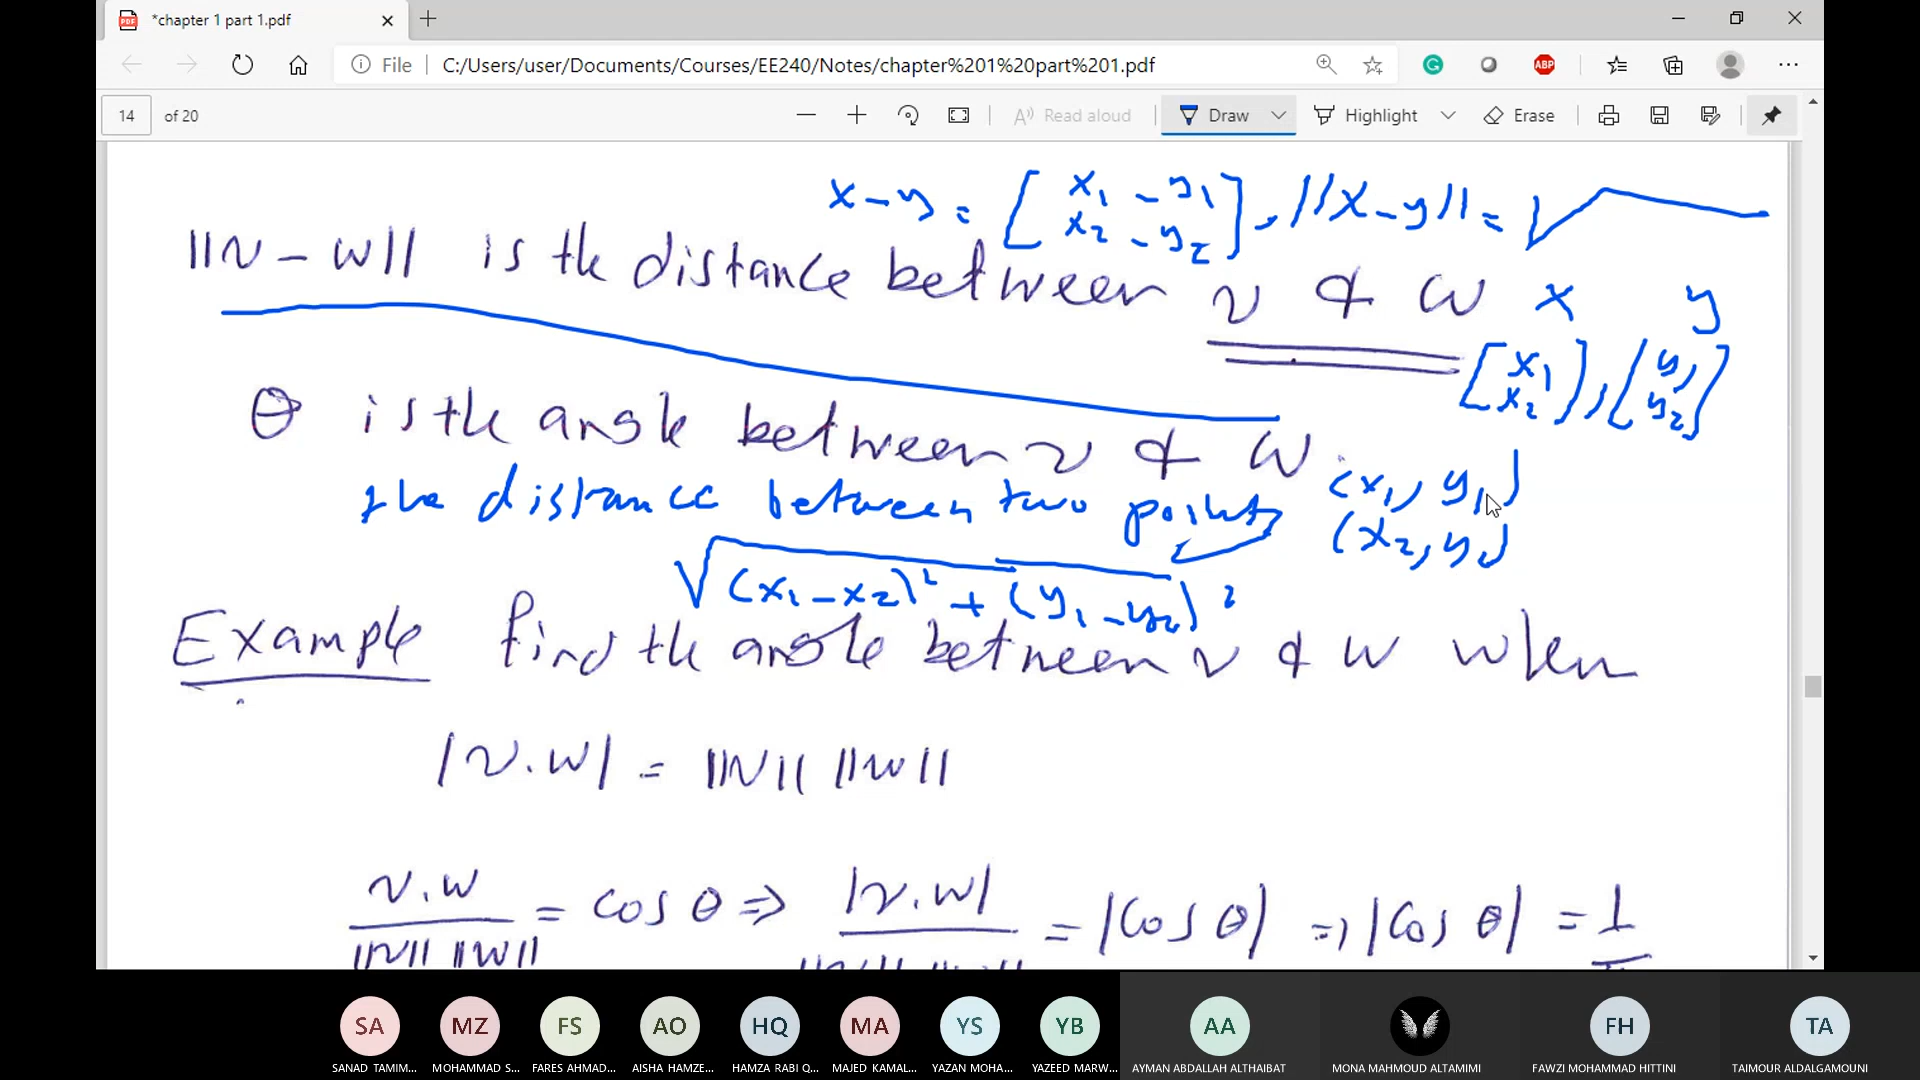 *chapter 1 part 1.pdf
File | C:/Users/user/Documents/Courses/EE240/Notes/chapter%201%20part%201.pdf
14 of 20 Read aloud Draw Highlight Erase
x - y = [ x1 - y1 x2 - y2 ] , ||x - y|| = √
||v - w|| is the distance between v & w x y
[ x1 x2 ] , [ y1 y2 ]
θ is the angle between v & w .
the distance between two points (x1, y1)
(x2, y2)
√(x1 - x2)² + (y1 - y2)²
Example find the angle between v & w when
|v . w| = ||v|| ||w||
v . w / ||v|| ||w|| = cos θ ⇒ |v . w| / ||v|| ||w|| = |cos θ| ⇒ |cos θ| = 1
SA MZ FS AO HQ MA YS YB AA FH TA
SANAD TAMIM... MOHAMMAD S... FARES AHMAD... AISHA HAMZE... HAMZA RABI Q... MAJED KAMAL... YAZAN MOHA... YAZEED MARW... AYMAN ABDALLAH ALTHAIBAT MONA MAHMOUD ALTAMIMI FAWZI MOHAMMAD HITTINI TAIMOUR ALDALGAMOUNI